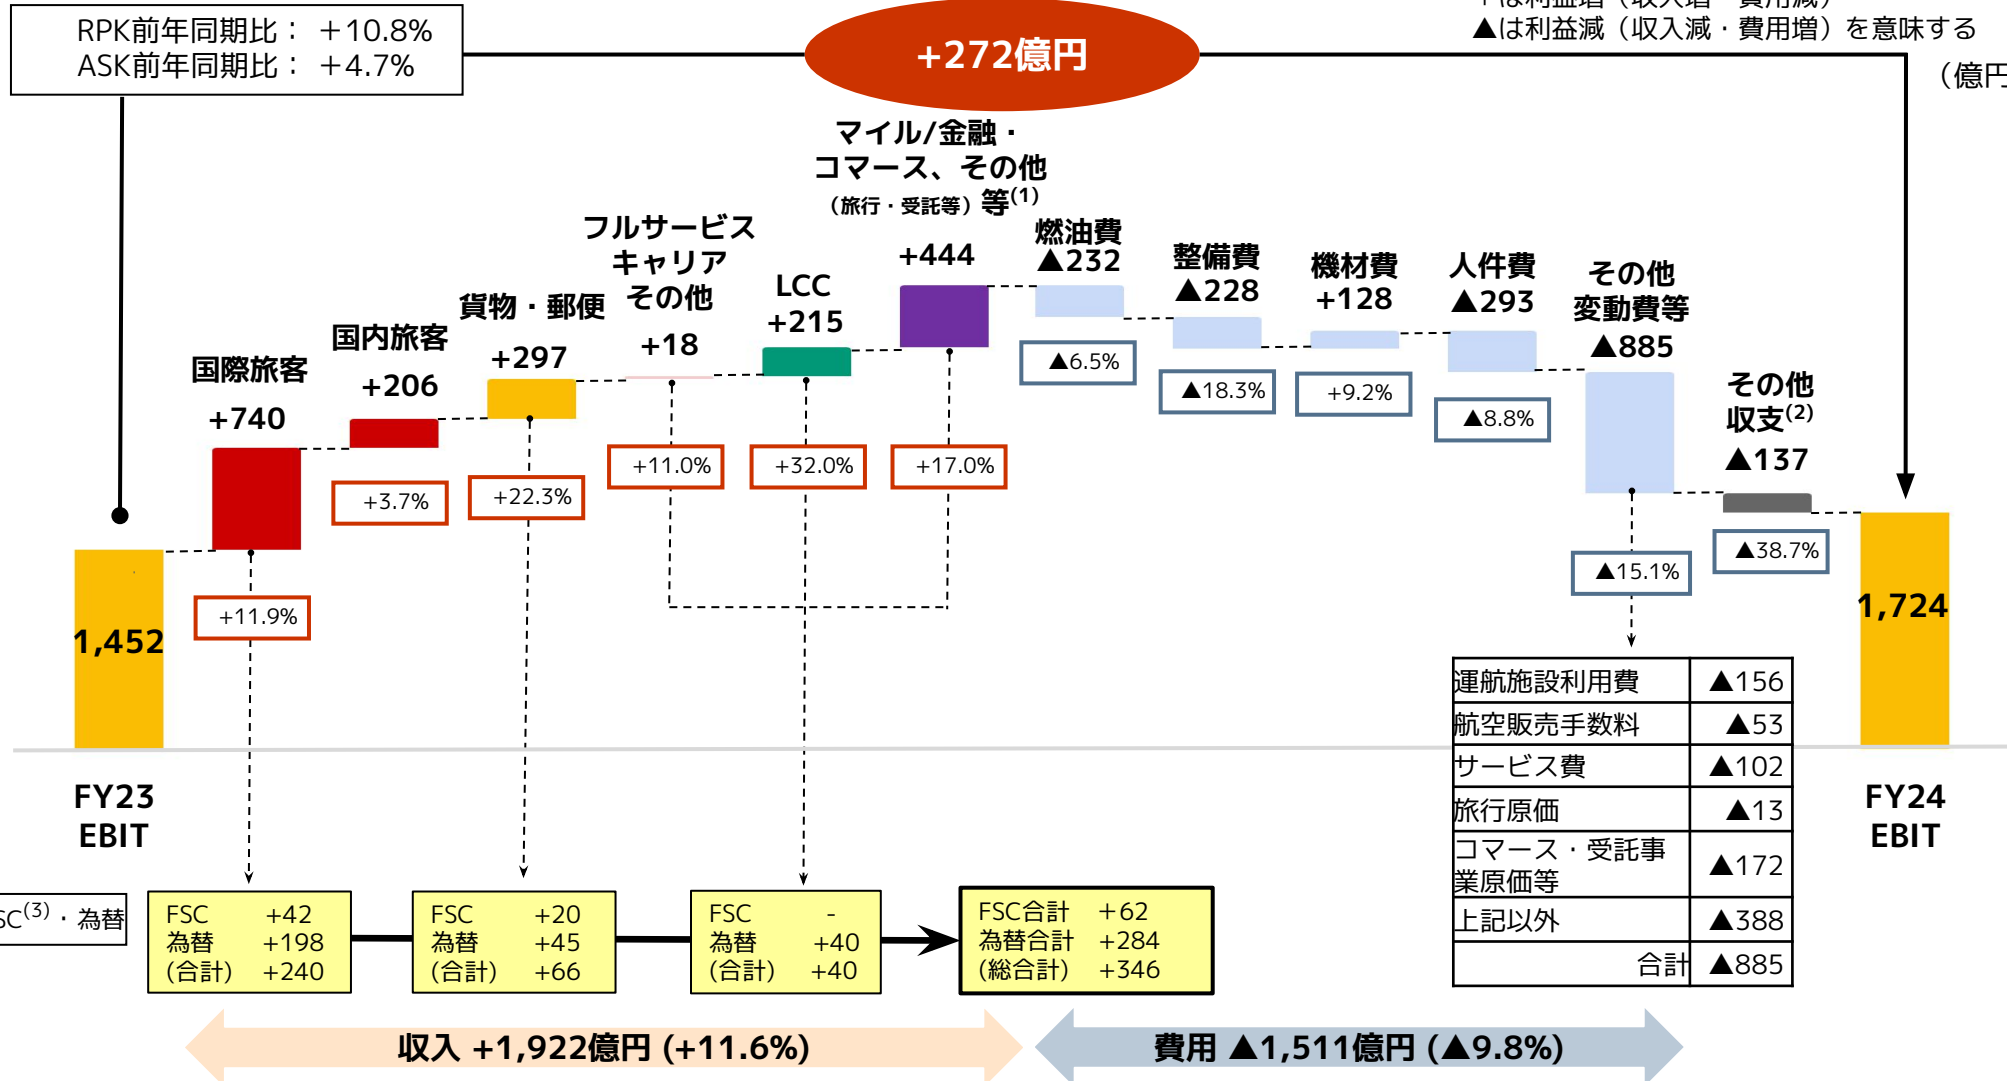 RPK前年同期比： ＋10.8%
ASK前年同期比： ＋4.7%
+272億円
＋は利益増（収入増・費用減）
▲は利益減（収入減・費用増）を意味する
（億円
国際旅客
+740
+11.9%
国内旅客
+206
+3.7%
貨物・郵便
+297
+22.3%
フルサービス
キャリア
その他
+18
+11.0%
LCC
+215
+32.0%
マイル/金融・
コマース、その他
（旅行・受託等）等(1)
+444
+17.0%
燃油費
▲232
▲6.5%
整備費
▲228
▲18.3%
機材費
+128
+9.2%
人件費
▲293
▲8.8%
その他
変動費等
▲885
▲15.1%
その他
収支(2)
▲137
▲38.7%
1,452
FY23
EBIT
1,724
FY24
EBIT
運航施設利用費 ▲156
航空販売手数料 ▲53
サービス費 ▲102
旅行原価 ▲13
コマース・受託事
業原価等 ▲172
上記以外 ▲388
合計 ▲885
SC(3)・為替
FSC +42
為替 +198
(合計) +240
FSC +20
為替 +45
(合計) +66
FSC -
為替 +40
(合計) +40
FSC合計 ＋62
為替合計 +284
(総合計) +346
収入 +1,922億円 (+11.6%)
費用 ▲1,511億円 (▲9.8%)